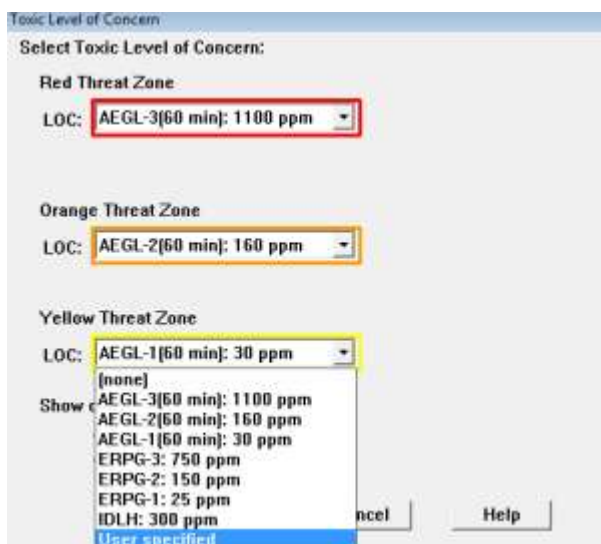 Toxic Level of Concern
Select Toxic Level of Concern:
Red Threat Zone
LOC: AEGL-3(60 min): 1100 ppm
Orange Threat Zone
LOC: AEGL-2(60 min): 160 ppm
Yellow Threat Zone
LOC: AEGL-1(60 min): 30 ppm
(none)
Show
AEGL-3(60 min): 1100 ppm
AEGL-2(60 min): 160 ppm
AEGL-1(60 min): 30 ppm
ERPG-3: 750 ppm
ERPG-2: 150 ppm
ERPG-1: 25 ppm
IDLH: 300 ppm
ncel
Help
User specified